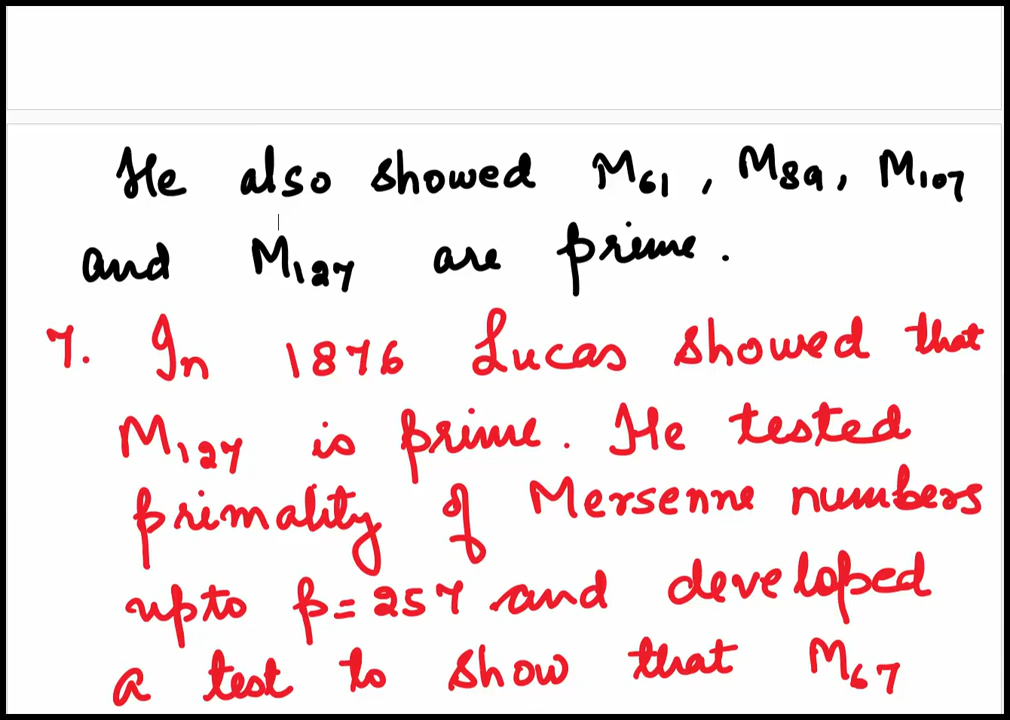 He also showed M₆₁, M₈₉, M₁₀₇
and M₁₂₇ are prime.
7. In 1876 Lucas showed that
M₁₂₇ is prime. He tested
primality of Mersenne numbers
upto p=257 and developed
a test to show that M₆₇